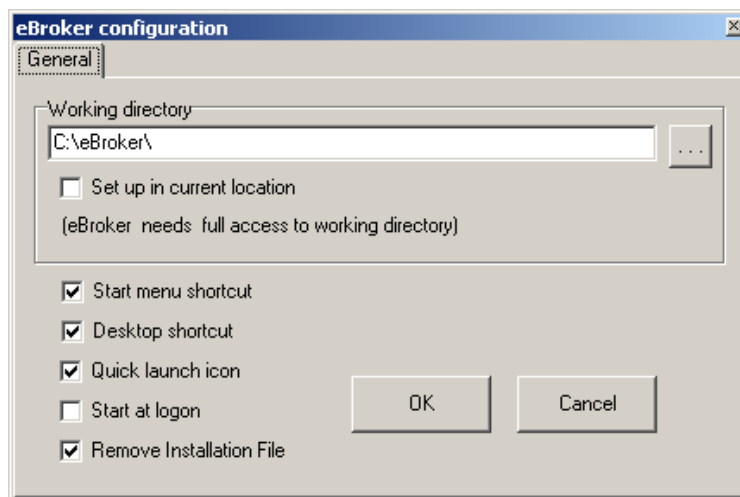 eBroker configuration
General
Working directory
C:\eBroker\
...
Set up in current location
(eBroker needs full access to working directory)
Start menu shortcut
Desktop shortcut
Quick launch icon
Start at logon
Remove Installation File
OK
Cancel